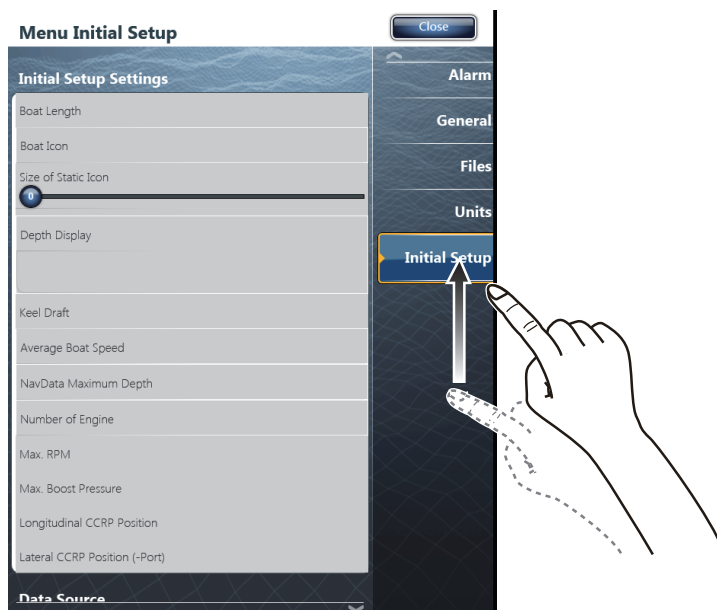 Menu Initial Setup
Close
Initial Setup Settings
Boat Length
Boat Icon
Size of Static Icon
0
Depth Display
Keel Draft
Average Boat Speed
NavData Maximum Depth
Number of Engine
Max. RPM
Max. Boost Pressure
Longitudinal CCRP Position
Lateral CCRP Position (-Port)
Data Source
Alarm
General
Files
Units
Initial Setup